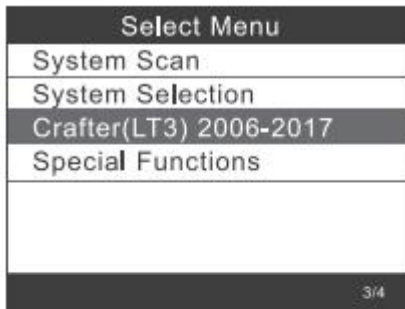 Select Menu
System Scan
System Selection
Crafter(LT3) 2006-2017
Special Functions
3/4